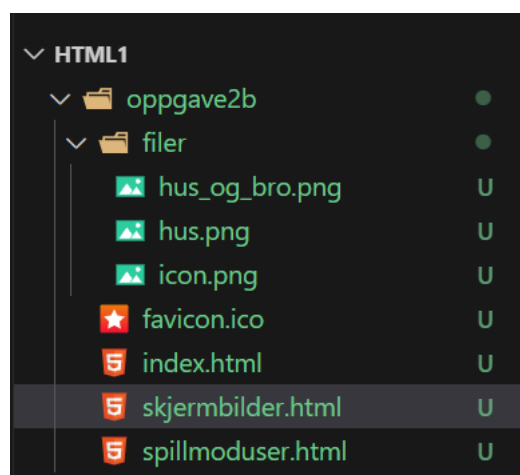 HTML1
oppgave2b
filer
hus_og_bro.png U
hus.png U
icon.png U
favicon.ico U
index.html U
skjermbilder.html U
spillmoduser.html U